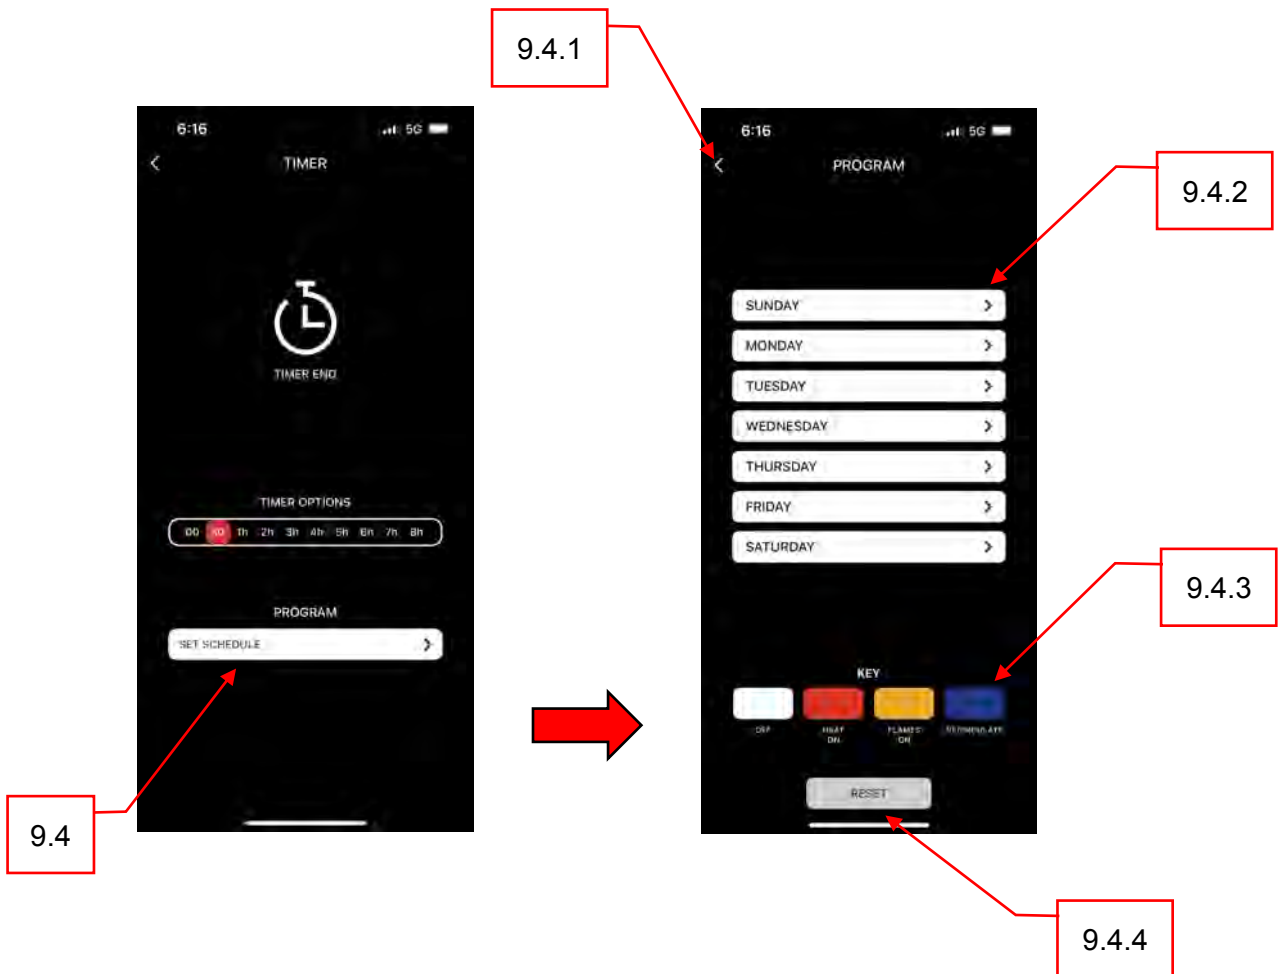 9.4.1
6:16
5G
TIMER
TIMER END
TIMER OPTIONS
00 30 1h 2h 3h 4h 5h 6h 7h 8h
PROGRAM
SET SCHEDULE
9.4
6:16
5G
PROGRAM
9.4.2
SUNDAY
MONDAY
TUESDAY
WEDNESDAY
THURSDAY
FRIDAY
SATURDAY
9.4.3
KEY
OFF
HEAT
ON
FLAMES
ON
RESET
9.4.4